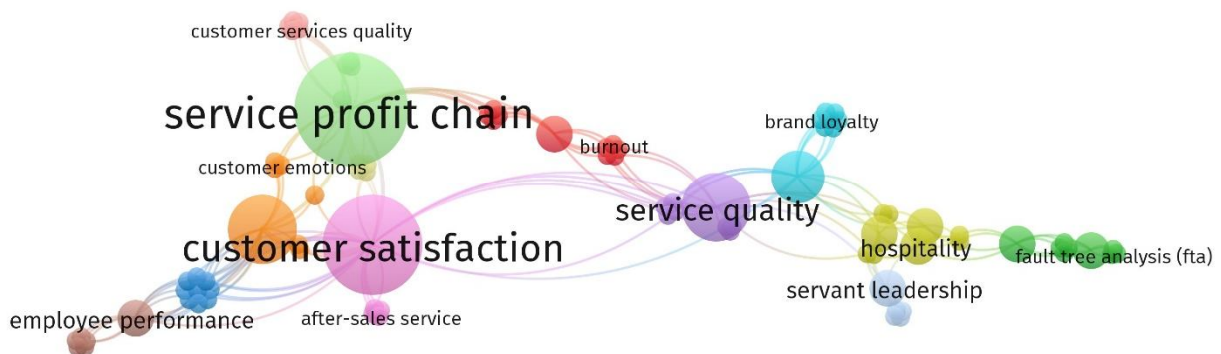 customer services quality
service profit chain
brand loyalty
burnout
customer emotions
service quality
customer satisfaction
hospitality
fault tree analysis (fta)
servant leadership
employee performance
after-sales service